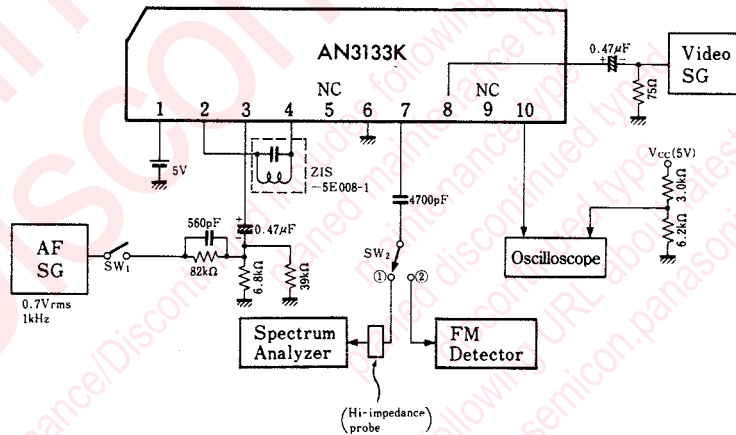 AN3133K
0.47μF
+ -
Video
SG
75Ω
NC
NC
1 2 3 4 5 6 7 8 9 10
5V
ZIS
-5E008-1
4700pF
VCC(5V)
3.0kΩ
6.2kΩ
AF
SG
0.7Vrms
1kHz
SW1
560pF
82kΩ
+
-
0.47μF
6.8kΩ
39kΩ
SW2
① ②
Oscilloscope
Spectrum
Analyzer
FM
Detector
(Hi-impedance
probe)